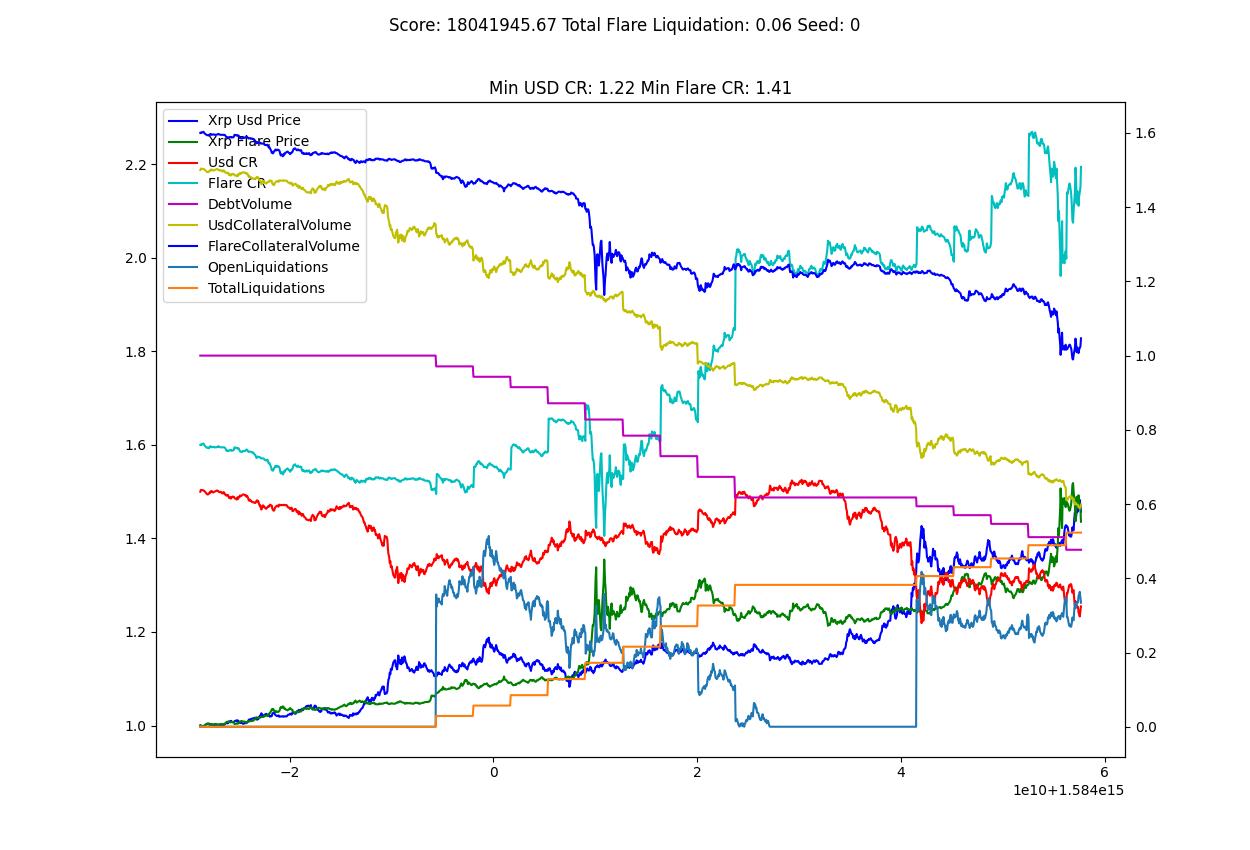 Score: 18041945.67 Total Flare Liquidation: 0.06 Seed: 0
Min USD CR: 1.22 Min Flare CR: 1.41
Xrp Usd Price
Xrp Flare Price
Usd CR
Flare CR
DebtVolume
UsdCollateralVolume
FlareCollateralVolume
OpenLiquidations
TotalLiquidations
2.2
2.0
1.8
1.6
1.4
1.2
1.0
1.6
1.4
1.2
1.0
0.8
0.6
0.4
0.2
0.0
−2 0 2 4 6
1e10+1.584e15